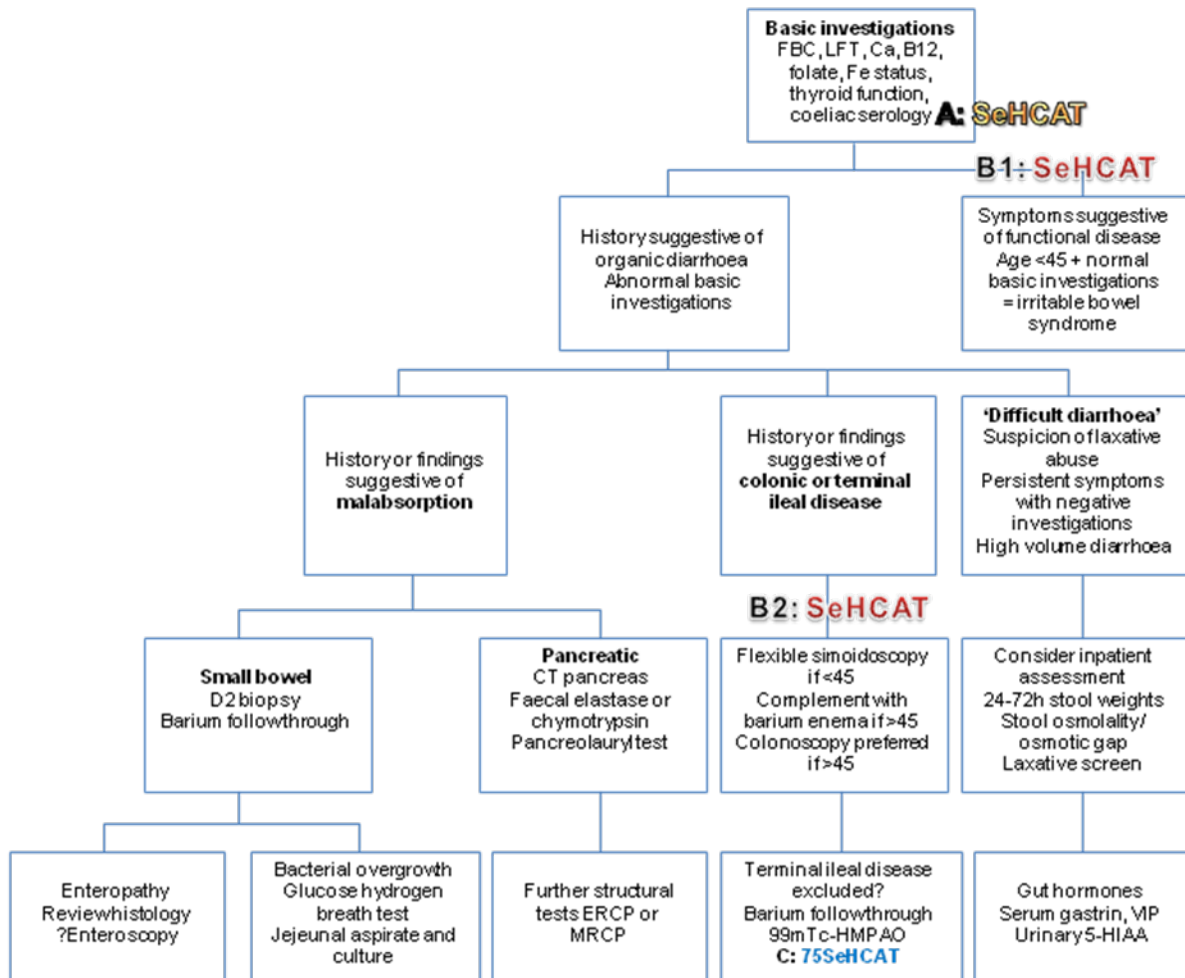 Basic investigations
FBC, LFT, Ca, B12,
folate, Fe status,
thyroid function,
coeliac serology
A: SeHCAT
B1: SeHCAT
History suggestive of
organic diarrhoea
Abnormal basic
investigations
Symptoms suggestive
of functional disease
Age <45 + normal
basic investigations
= irritable bowel
syndrome
History or findings
suggestive of
malabsorption
History or findings
suggestive of
colonic or terminal
ileal disease
'Difficult diarrhoea'
Suspicion of laxative
abuse
Persistent symptoms
with negative
investigations
High volume diarrhoea
B2: SeHCAT
Small bowel
D2 biopsy
Barium followthrough
Pancreatic
CT pancreas
Faecal elastase or
chymotrypsin
Pancreolauryl test
Flexible simoidoscopy
if <45
Complement with
barium enema if >45
Colonoscopy preferred
if >45
Consider inpatient
assessment
24-72h stool weights
Stool osmolality/
osmotic gap
Laxative screen
Enteropathy
Review histology
?Enteroscopy
Bacterial overgrowth
Glucose hydrogen
breath test
Jejeunal aspirate and
culture
Further structural
tests ERCP or
MRCP
Terminal ileal disease
excluded?
Barium followthrough
99mTc-HMPAO
C: 75SeHCAT
Gut hormones
Serum gastrin, VIP
Urinary 5-HIAA